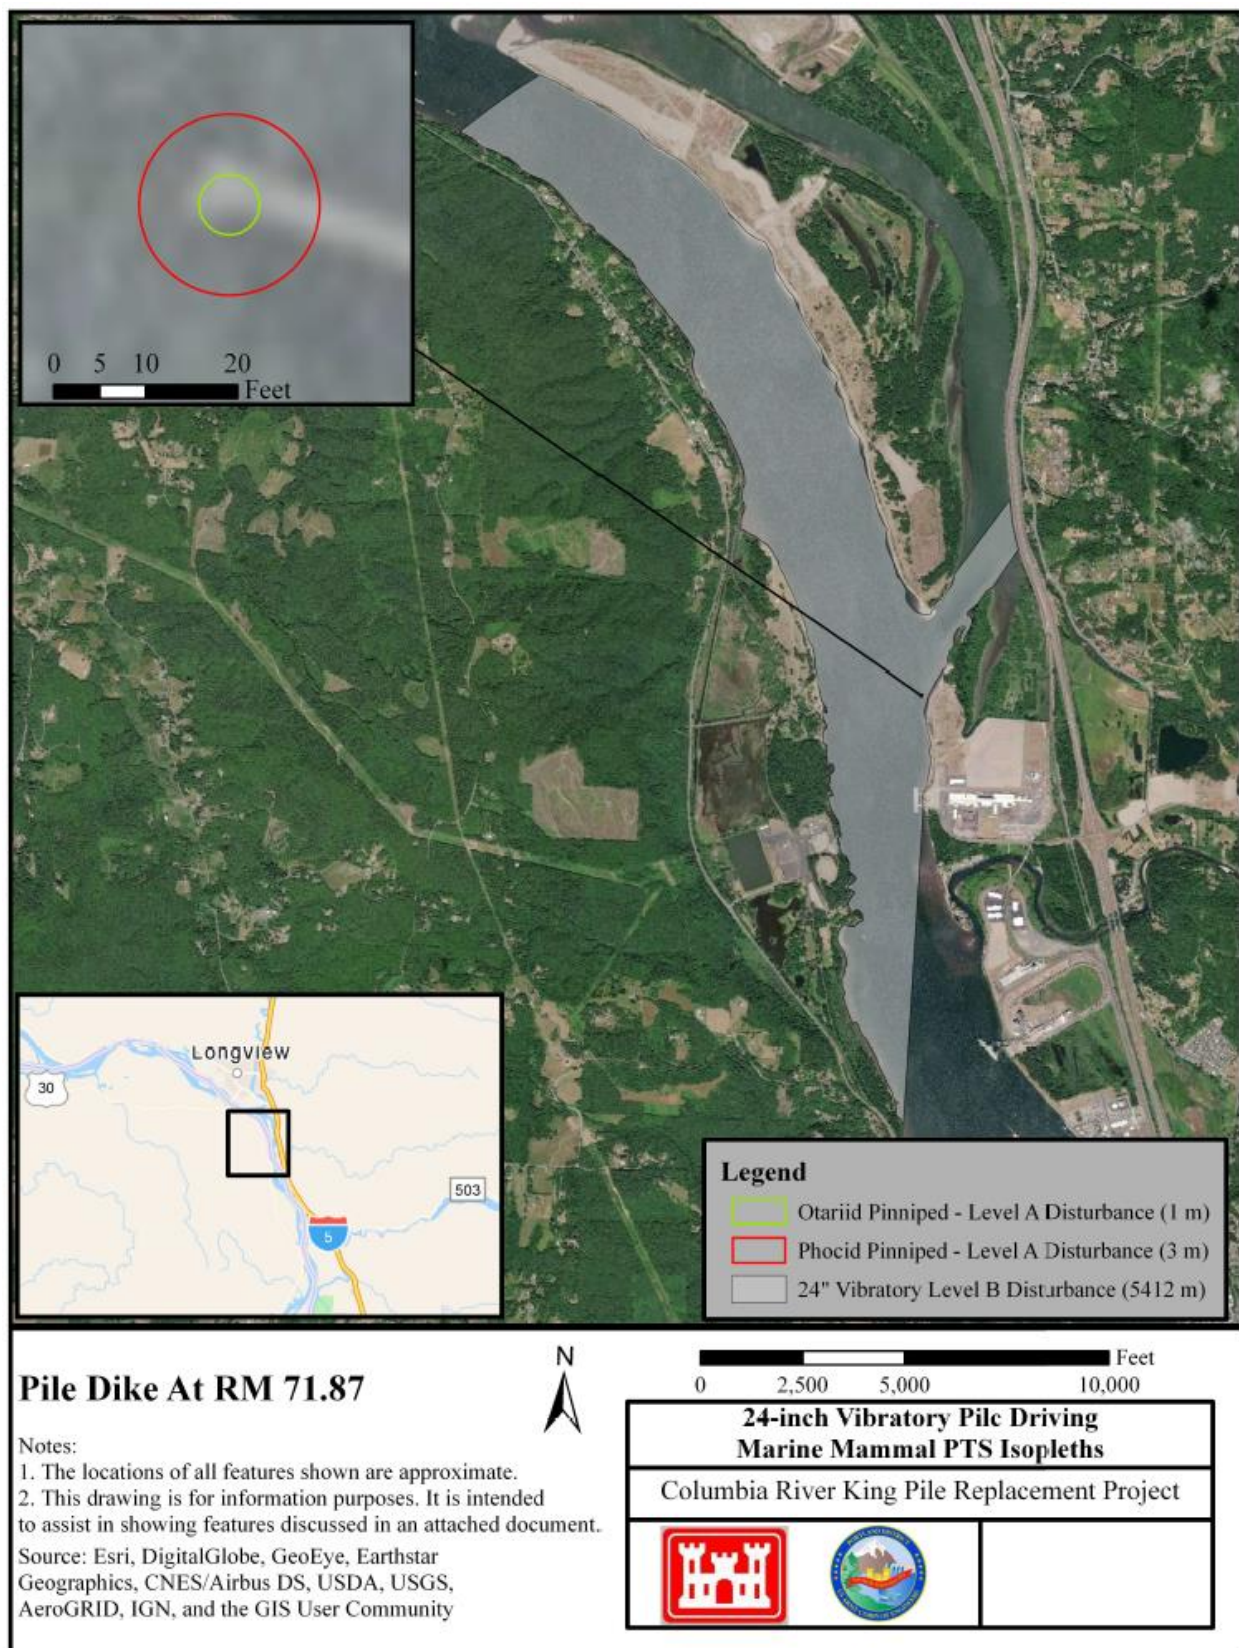 0 5 10 20
Feet
Longview
30
503
5
Legend
Otariid Pinniped - Level A Disturbance (1 m)
Phocid Pinniped - Level A Disturbance (3 m)
24" Vibratory Level B Disturbance (5412 m)
Pile Dike At RM 71.87
N
Feet
0 2,500 5,000 10,000
Notes:
1. The locations of all features shown are approximate.
2. This drawing is for information purposes. It is intended
to assist in showing features discussed in an attached document.
Source: Esri, DigitalGlobe, GeoEye, Earthstar
Geographics, CNES/Airbus DS, USDA, USGS,
AeroGRID, IGN, and the GIS User Community
24-inch Vibratory Pile Driving
Marine Mammal PTS Isopleths
Columbia River King Pile Replacement Project